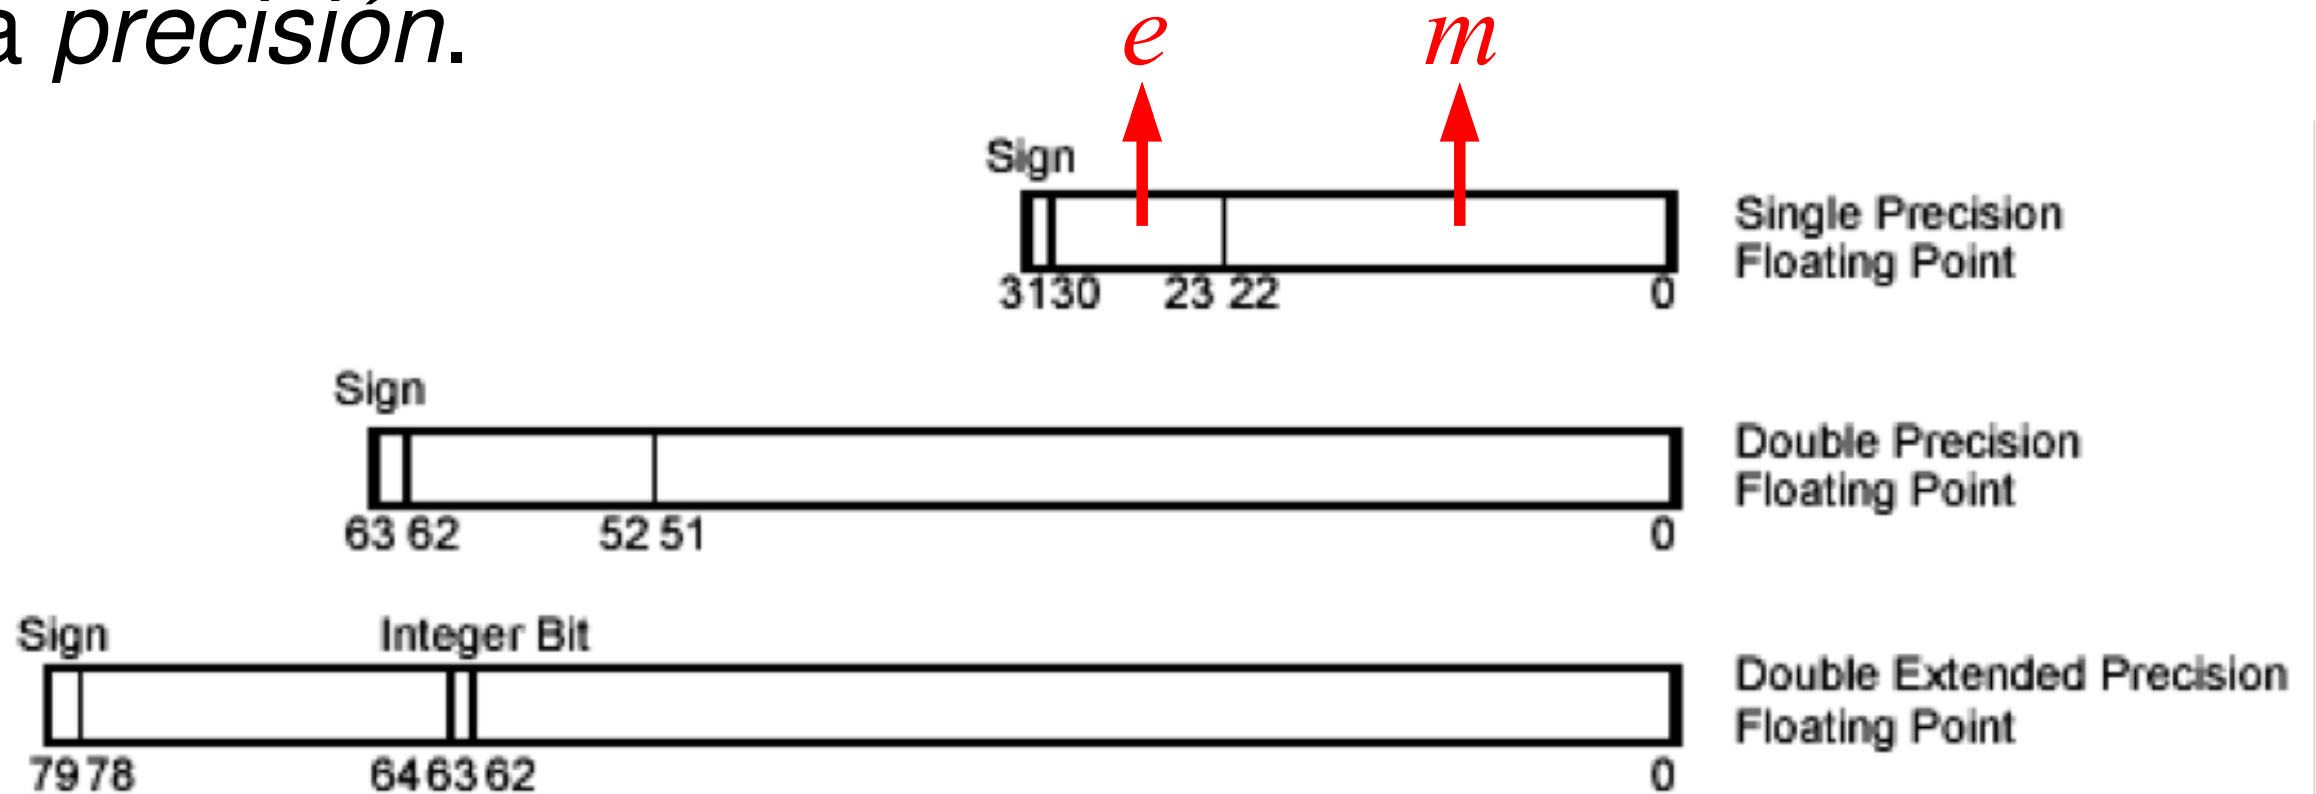 a precisión.
e m
Sign
Single Precision
Floating Point
31 30 23 22 0
Sign
Double Precision
Floating Point
63 62 52 51 0
Sign Integer Bit
Double Extended Precision
Floating Point
79 78 64 63 62 0